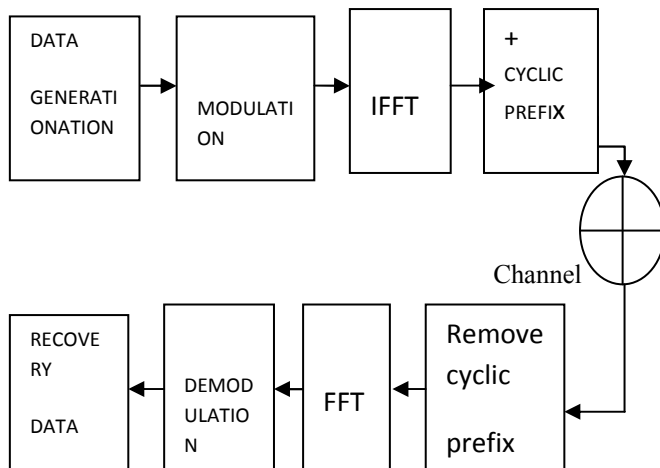 DATA
GENERATI
ONATION
MODULATI
ON
IFFT
+
CYCLIC
PREFIX
Channel
Remove
cyclic
prefix
FFT
DEMOD
ULATIO
N
RECOVE
RY
DATA